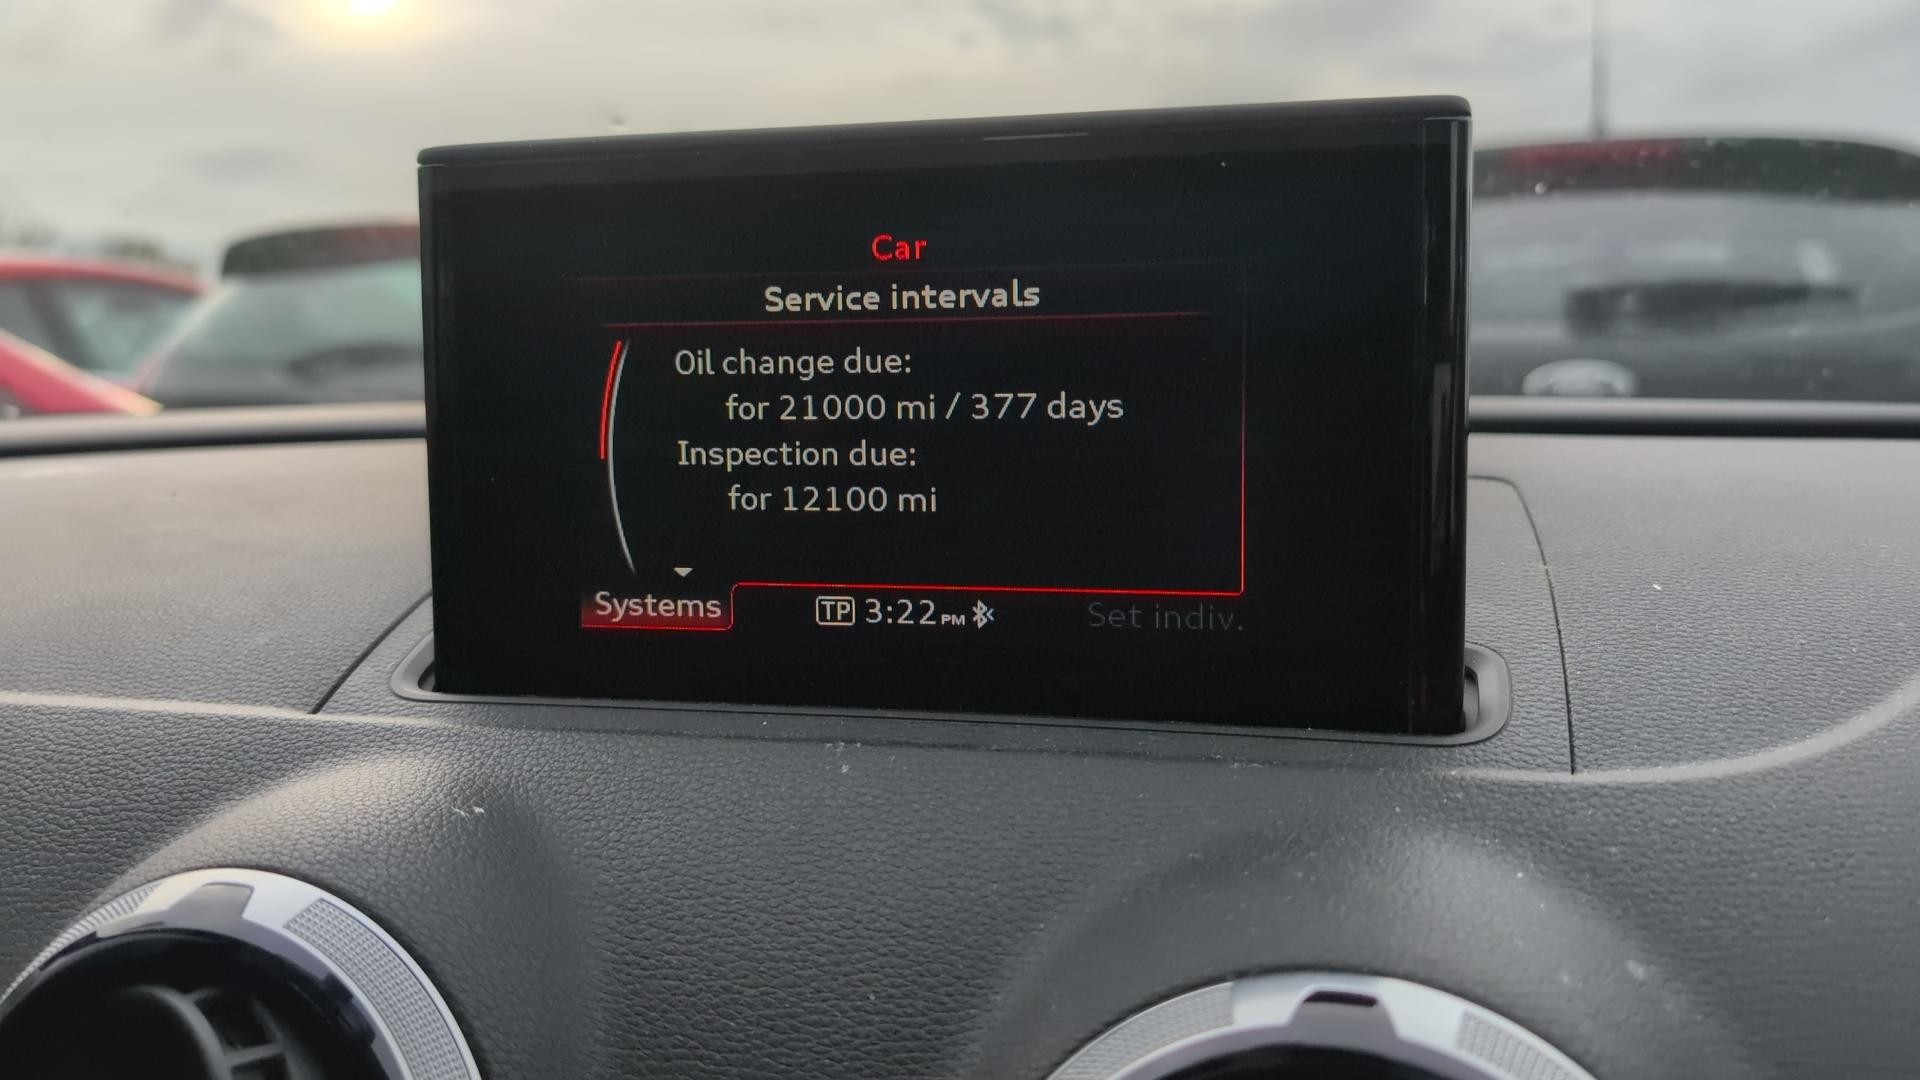 Car
Service intervals
Oil change due:
for 21000 mi / 377 days
Inspection due:
for 12100 mi
Systems
TP 3:22 PM
Set indiv.